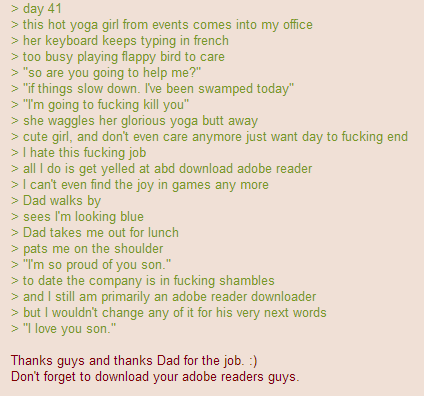 > day 41
> this hot yoga girl from events comes into my office
> her keyboard keeps typing in french
> too busy playing flappy bird to care
> "so are you going to help me?"
> "if things slow down. I've been swamped today"
> "I'm going to fucking kill you"
> she waggles her glorious yoga butt away
> cute girl, and don't even care anymore just want day to fucking end
> I hate this fucking job
> all I do is get yelled at abd download adobe reader
> I can't even find the joy in games any more
> Dad walks by
> sees I'm looking blue
> Dad takes me out for lunch
> pats me on the shoulder
> "I'm so proud of you son."
> to date the company is in fucking shambles
> and I still am primarily an adobe reader downloader
> but I wouldn't change any of it for his very next words
> "I love you son."
Thanks guys and thanks Dad for the job. :)
Don't forget to download your adobe readers guys.